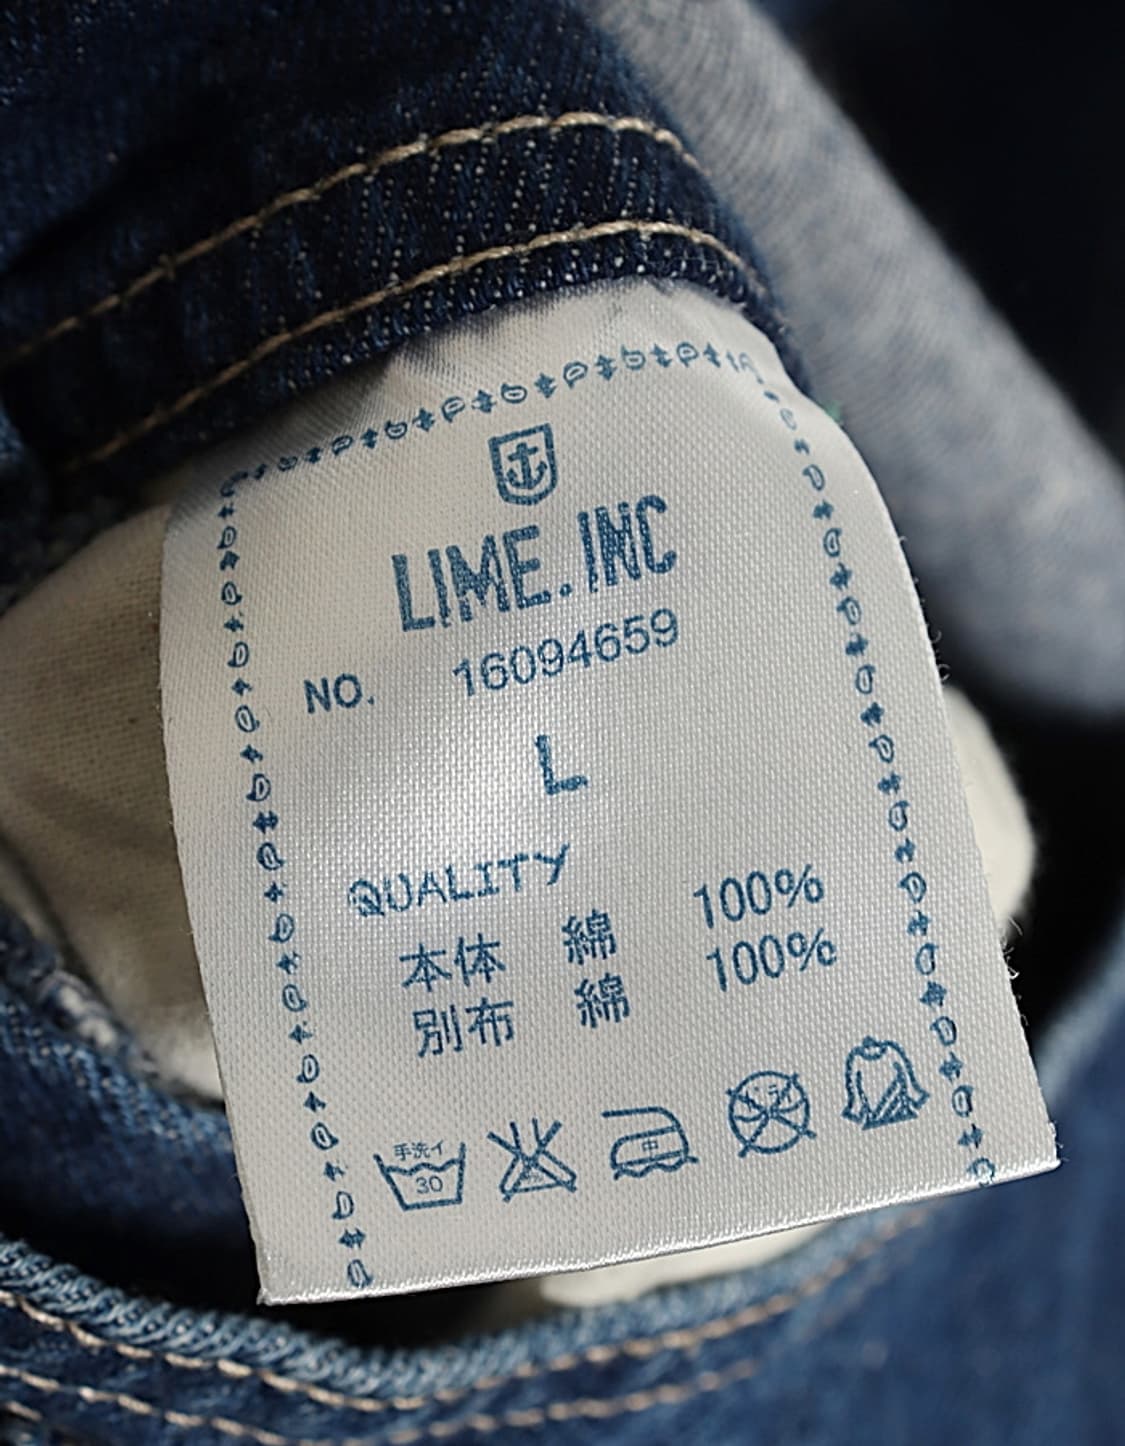 LIME.INC
NO. 16094659
L
QUALITY
本体 綿 100%
別布 綿 100%
手洗イ
30
中